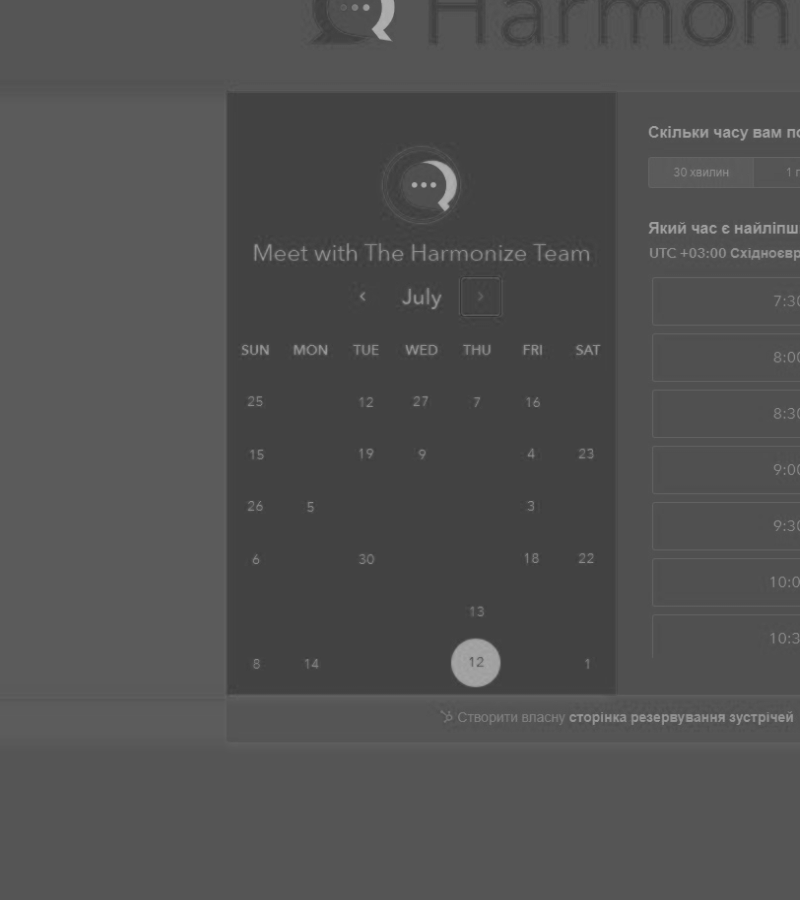 Harmon
Meet with The Harmonize Team
‹ July ›
SUN MON TUE WED THU FRI SAT
25 12 27 7 16
15 19 9 4 23
26 5 3
6 30 18 22
13
8 14 12 1
Скільки часу вам по
30 хвилин 1 г
Який час є найліпш
UTC +03:00 Східноєвр
7:30
8:00
8:30
9:00
9:30
10:0
10:3
Створити власну сторінка резервування зустрічей